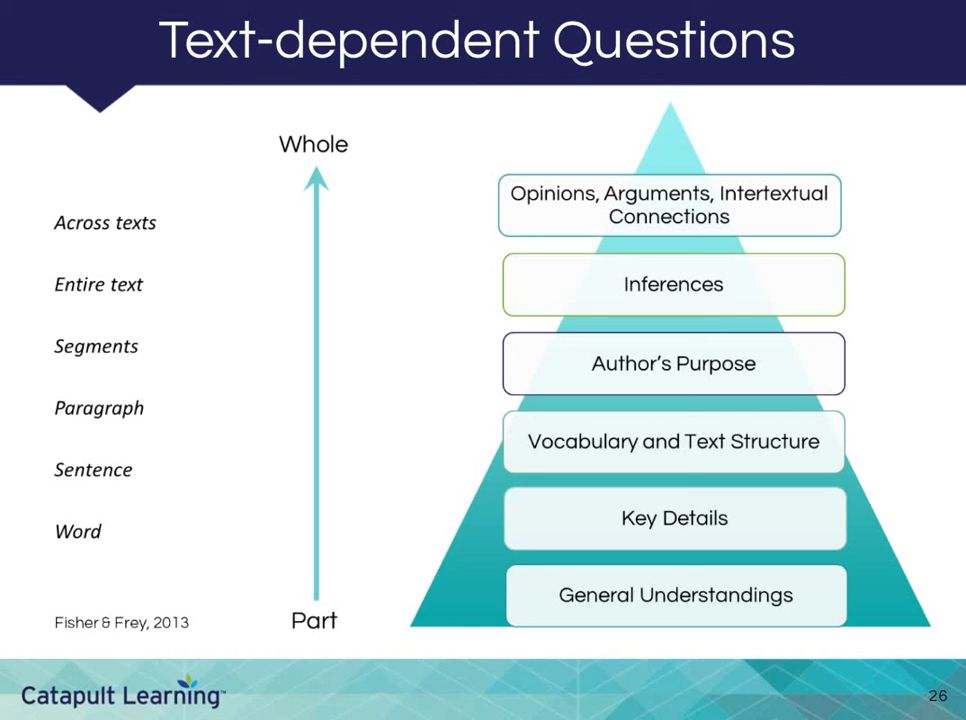 Text-dependent Questions
Whole
Across texts
Entire text
Segments
Paragraph
Sentence
Word
Part
Opinions, Arguments, Intertextual
Connections
Inferences
Author's Purpose
Vocabulary and Text Structure
Key Details
General Understandings
Fisher & Frey, 2013
Catapult Learning™
26